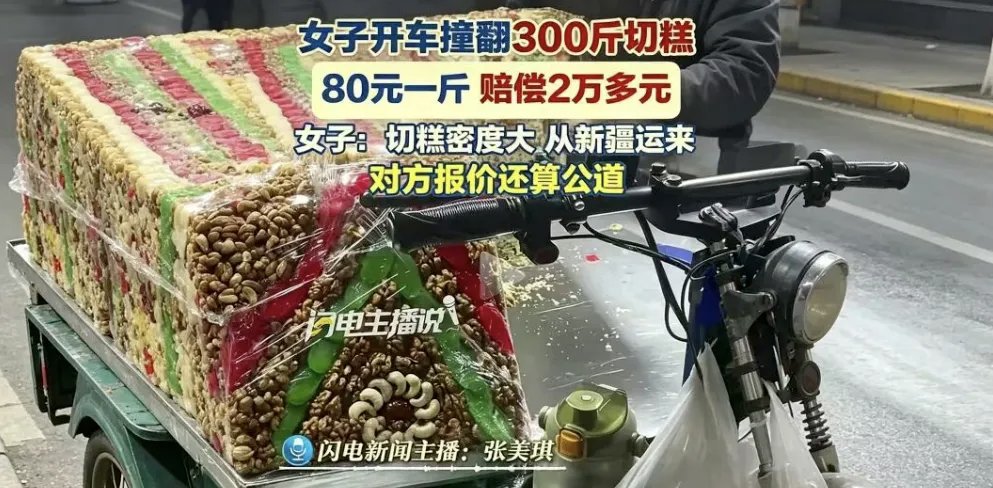 女子开车撞翻300斤切糕
80元一斤 赔偿2万多元
女子：切糕密度大 从新疆运来
对方报价还算公道
闪电主播说
闪电新闻主播：张美琪